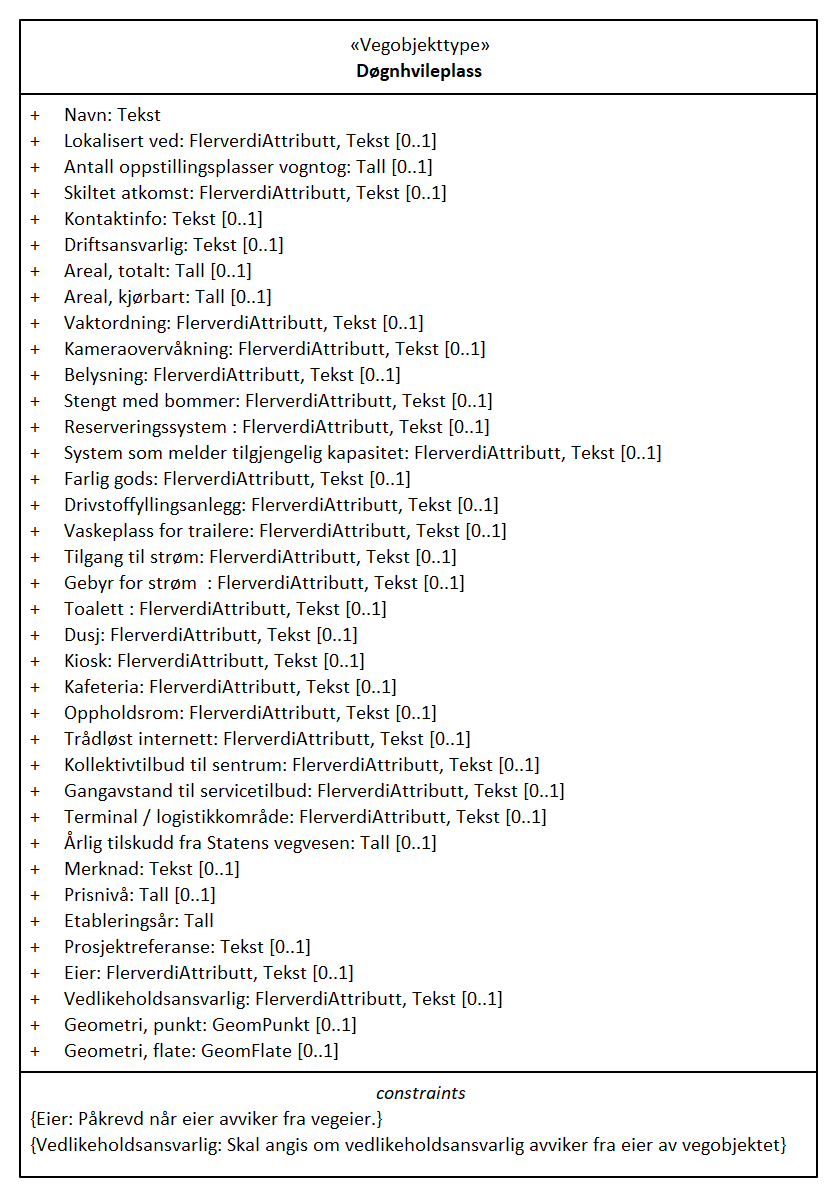 «Vegobjekttype»
Døgnhvileplass
+ Navn: Tekst
+ Lokalisert ved: FlerverdiAttributt, Tekst [0..1]
+ Antall oppstillingsplasser vogntog: Tall [0..1]
+ Skiltet atkomst: FlerverdiAttributt, Tekst [0..1]
+ Kontaktinfo: Tekst [0..1]
+ Driftsansvarlig: Tekst [0..1]
+ Areal, totalt: Tall [0..1]
+ Areal, kjørbart: Tall [0..1]
+ Vaktordning: FlerverdiAttributt, Tekst [0..1]
+ Kameraovervåkning: FlerverdiAttributt, Tekst [0..1]
+ Belysning: FlerverdiAttributt, Tekst [0..1]
+ Stengt med bommer: FlerverdiAttributt, Tekst [0..1]
+ Reserveringssystem : FlerverdiAttributt, Tekst [0..1]
+ System som melder tilgjengelig kapasitet: FlerverdiAttributt, Tekst [0..1]
+ Farlig gods: FlerverdiAttributt, Tekst [0..1]
+ Drivstoffyllingsanlegg: FlerverdiAttributt, Tekst [0..1]
+ Vaskeplass for trailere: FlerverdiAttributt, Tekst [0..1]
+ Tilgang til strøm: FlerverdiAttributt, Tekst [0..1]
+ Gebyr for strøm  : FlerverdiAttributt, Tekst [0..1]
+ Toalett : FlerverdiAttributt, Tekst [0..1]
+ Dusj: FlerverdiAttributt, Tekst [0..1]
+ Kiosk: FlerverdiAttributt, Tekst [0..1]
+ Kafeteria: FlerverdiAttributt, Tekst [0..1]
+ Oppholdsrom: FlerverdiAttributt, Tekst [0..1]
+ Trådløst internett: FlerverdiAttributt, Tekst [0..1]
+ Kollektivtilbud til sentrum: FlerverdiAttributt, Tekst [0..1]
+ Gangavstand til servicetilbud: FlerverdiAttributt, Tekst [0..1]
+ Terminal / logistikkområde: FlerverdiAttributt, Tekst [0..1]
+ Årlig tilskudd fra Statens vegvesen: Tall [0..1]
+ Merknad: Tekst [0..1]
+ Prisnivå: Tall [0..1]
+ Etableringsår: Tall
+ Prosjektreferanse: Tekst [0..1]
+ Eier: FlerverdiAttributt, Tekst [0..1]
+ Vedlikeholdsansvarlig: FlerverdiAttributt, Tekst [0..1]
+ Geometri, punkt: GeomPunkt [0..1]
+ Geometri, flate: GeomFlate [0..1]
constraints
{Eier: Påkrevd når eier avviker fra vegeier.}
{Vedlikeholdsansvarlig: Skal angis om vedlikeholdsansvarlig avviker fra eier av vegobjektet}